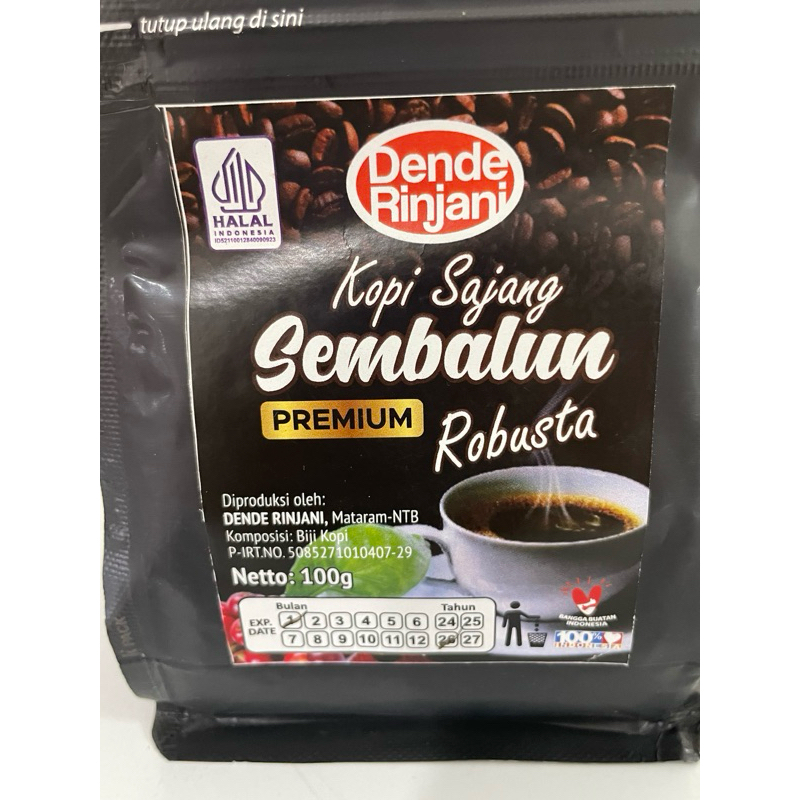 tutup ulang di sini
HALAL
INDONESIA
ID52110012840090923
Dende
Rinjani
Kopi Sajang
Sembalun
PREMIUM
Robusta
Diproduksi oleh:
DENDE RINJANI, Mataram-NTB
Komposisi: Biji Kopi
P-IRT.NO. 5085271010407-29
Netto: 100g
Bulan Tahun
EXP. DATE
1 2 3 4 5 6 24 25
7 8 9 10 11 12 26 27
BANGGA BUATAN
INDONESIA
100%
INDONESIA